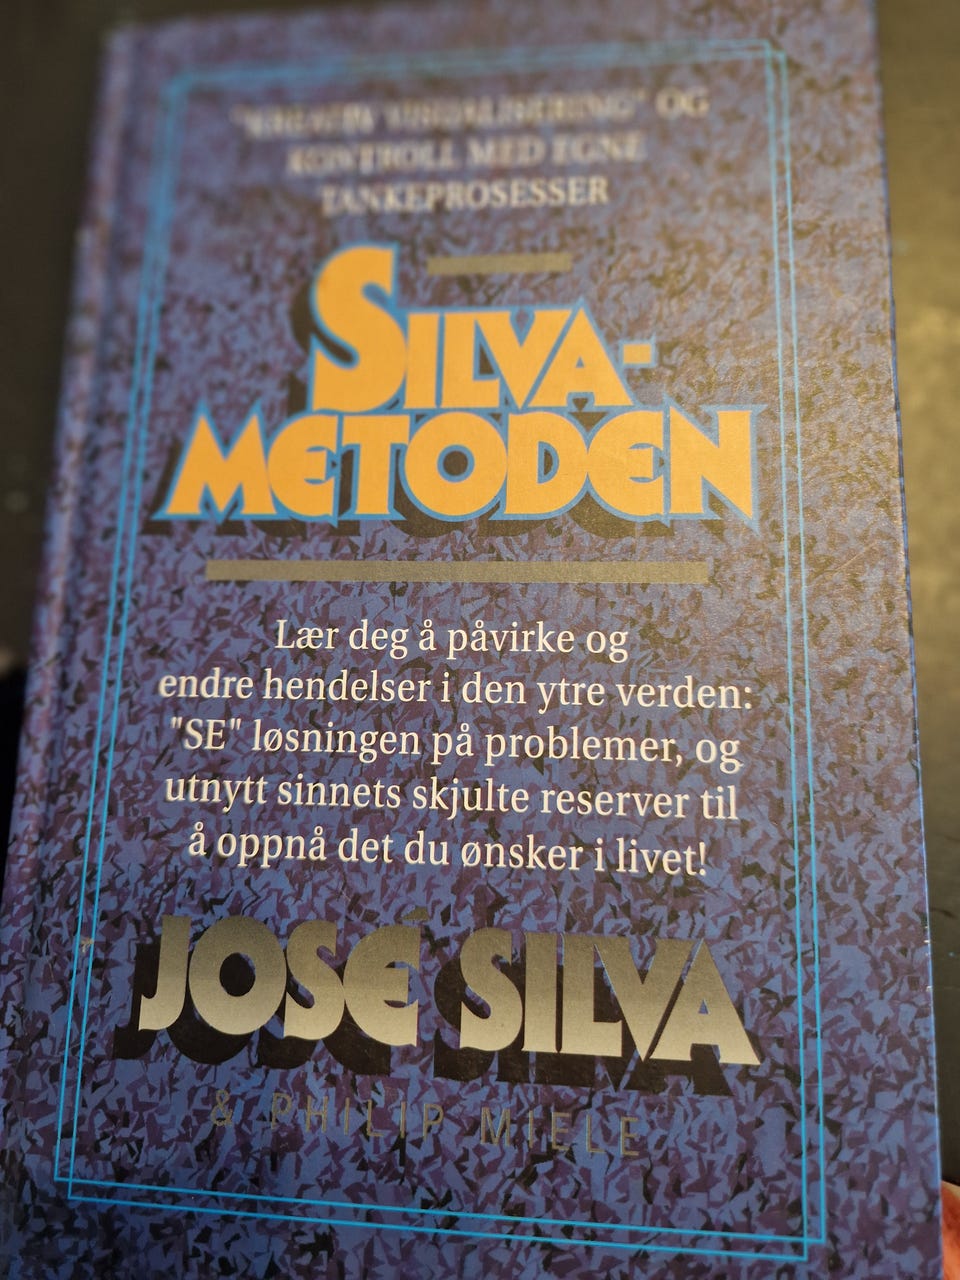 "KREATIV VISUALISERING" OG
KONTROLL MED EGNE
TANKEPROSESSER
SILVA-
METODEN
Lær deg å påvirke og
endre hendelser i den ytre verden:
"SE" løsningen på problemer, og
utnytt sinnets skjulte reserver til
å oppnå det du ønsker i livet!
JOSÉ SILVA
& PHILIP MIELE